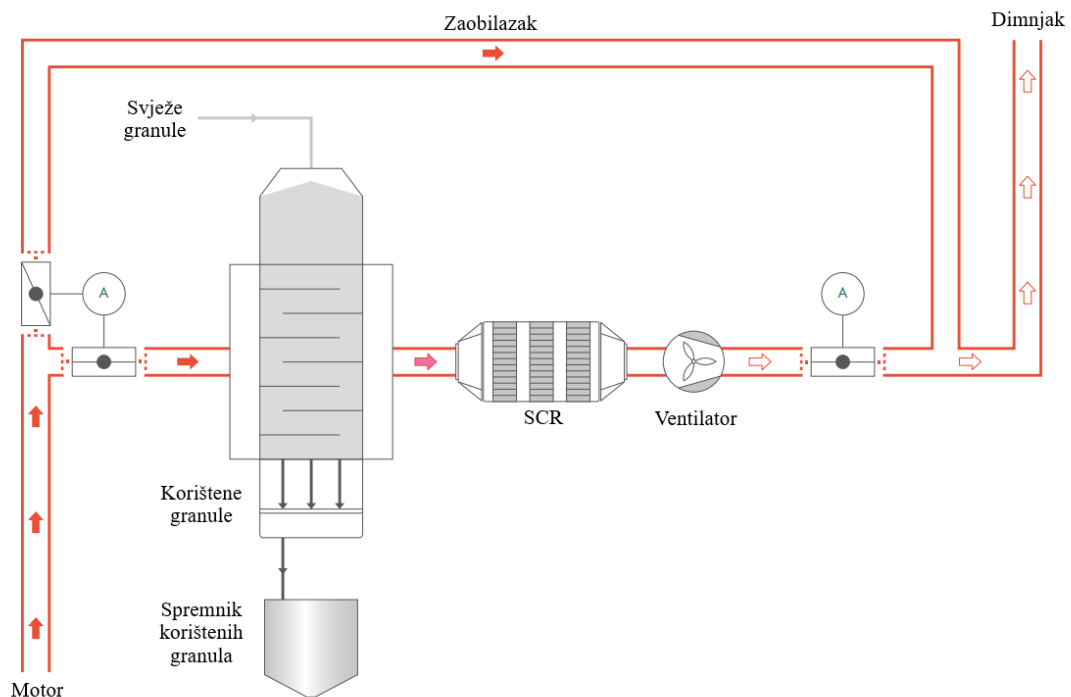 Zaobilazak
Dimnjak
Svježe
granule
A
A
SCR
Ventilator
Korištene
granule
Spremnik
korištenih
granula
Motor